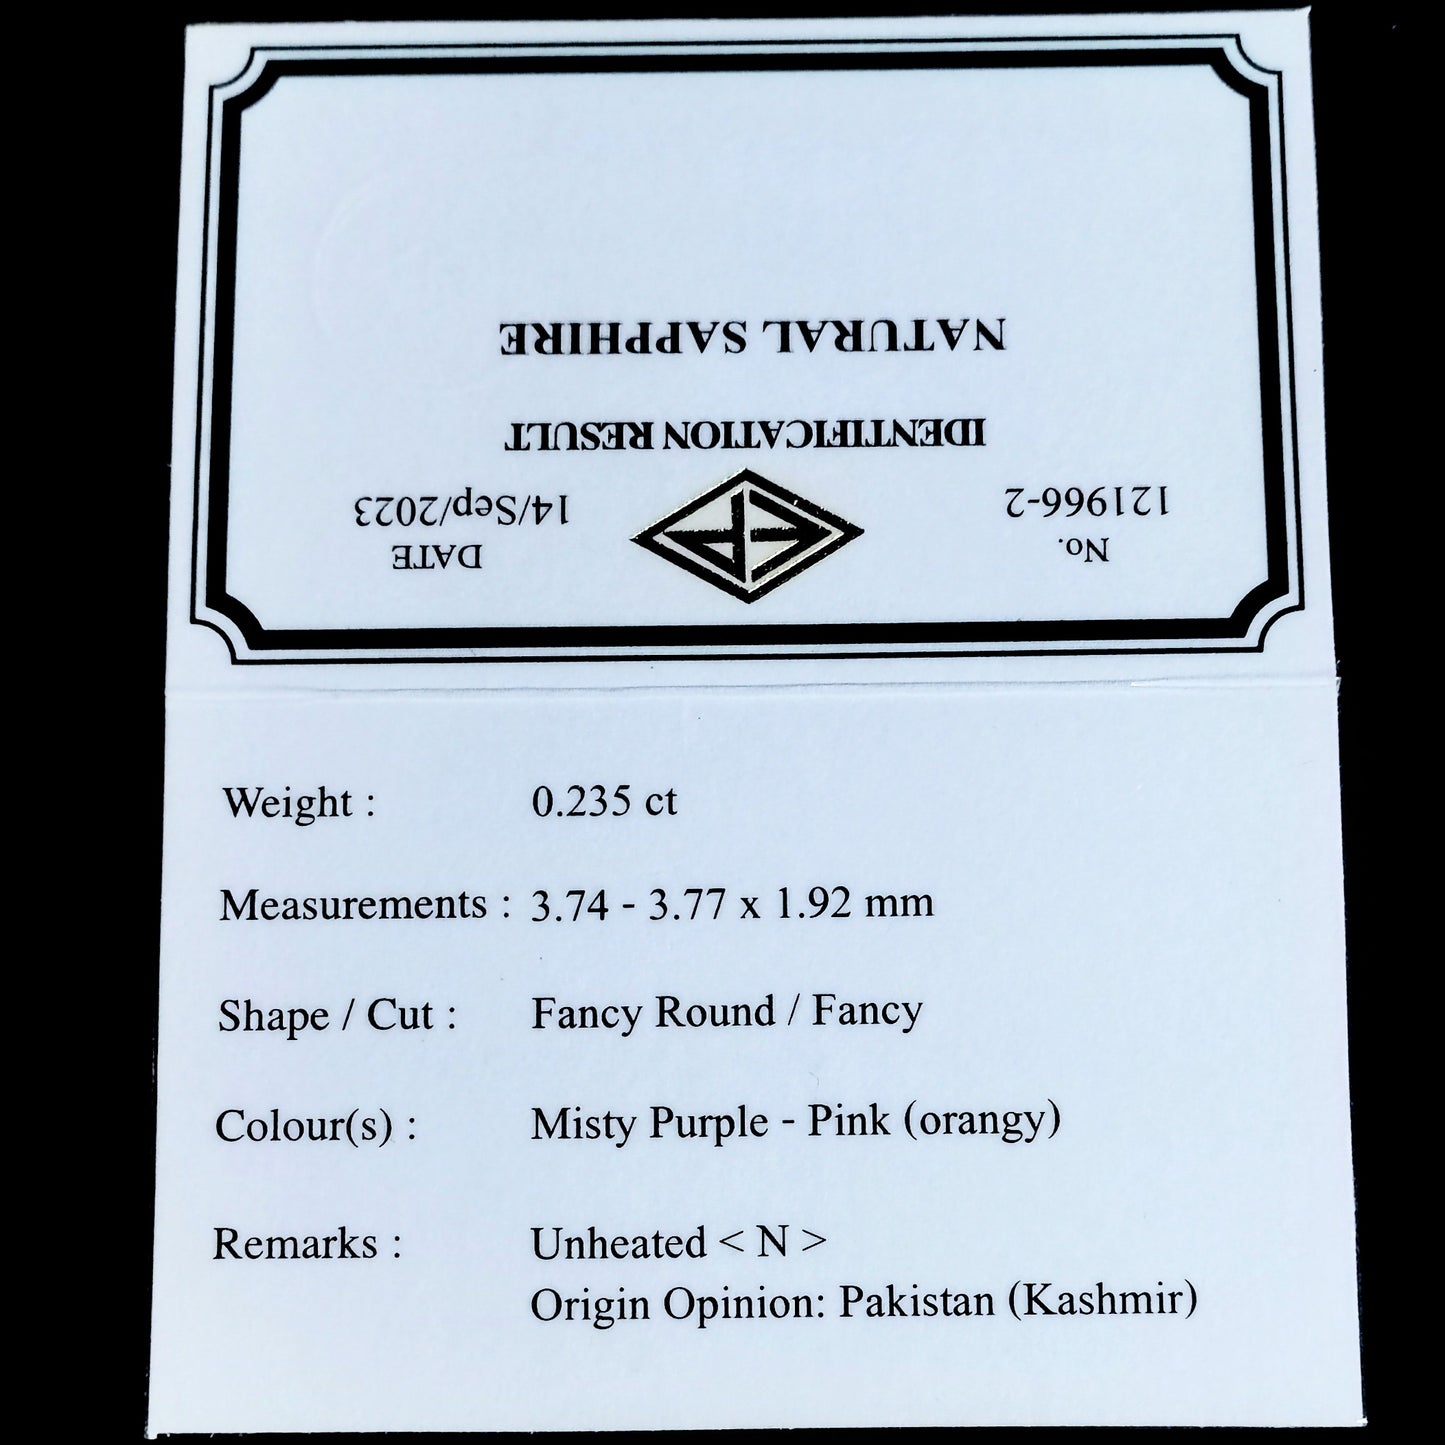 No.
121966-2
DATE
14/Sep/2023
IDENTIFICATION RESULT
NATURAL SAPPHIRE
Weight : 0.235 ct
Measurements : 3.74 - 3.77 x 1.92 mm
Shape / Cut : Fancy Round / Fancy
Colour(s) : Misty Purple - Pink (orangy)
Remarks : Unheated < N >
Origin Opinion: Pakistan (Kashmir)